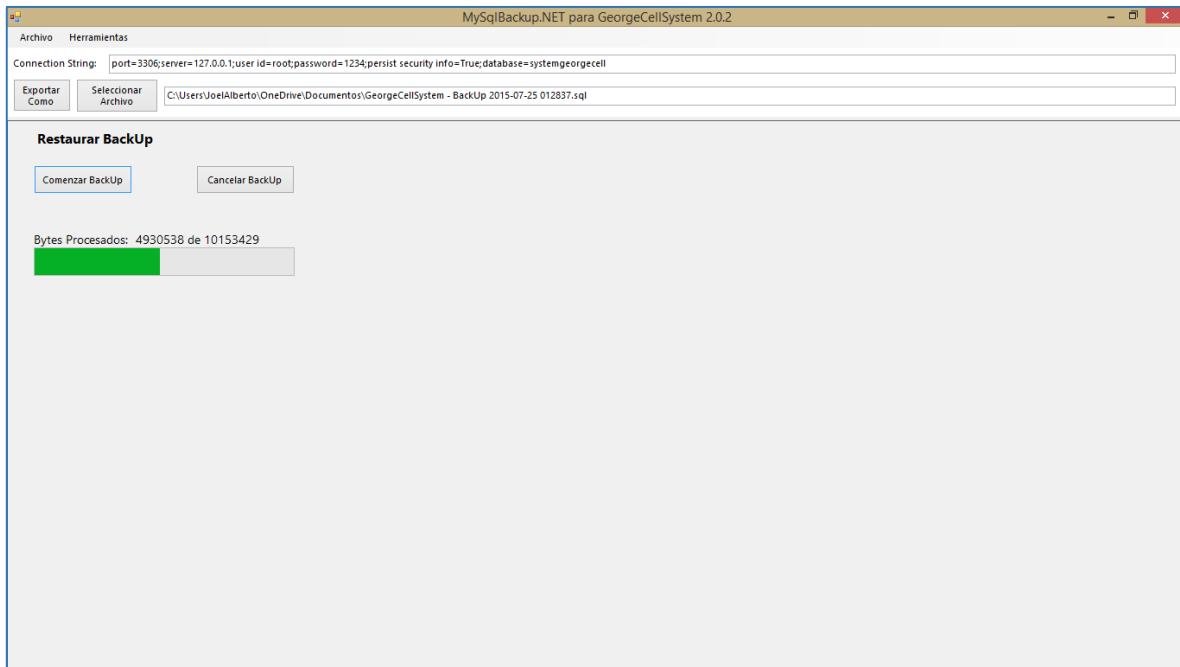 MySqlBackup.NET para GeorgeCellSystem 2.0.2
Archivo Herramientas
Connection String: port=3306;server=127.0.0.1;user id=root;password=1234;persist security info=True;database=systemgeorgecell
Exportar Como
Seleccionar Archivo
C:\Users\JoelAlberto\OneDrive\Documentos\GeorgeCellSystem - BackUp 2015-07-25 012837.sql
Restaurar BackUp
Comenzar BackUp Cancelar BackUp
Bytes Procesados: 4930538 de 10153429